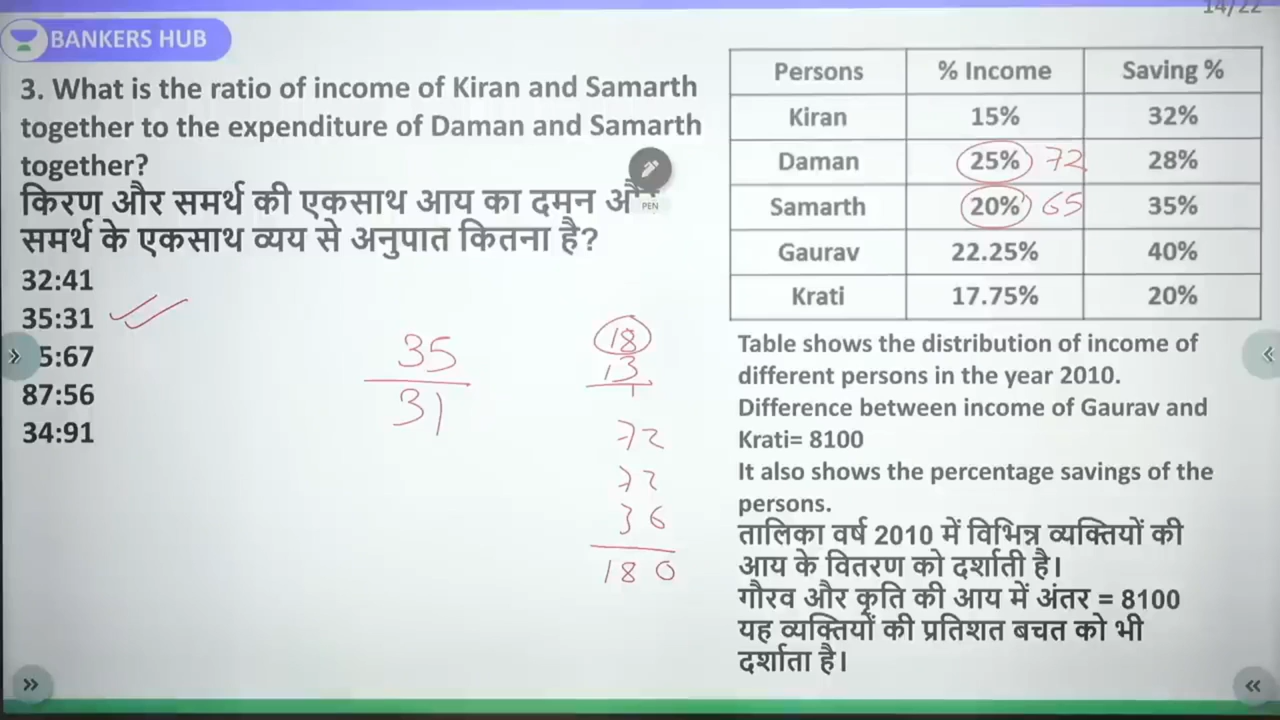 14/22
BANKERS HUB
3. What is the ratio of income of Kiran and Samarth
together to the expenditure of Daman and Samarth
together?
किरण और समर्थ की एकसाथ आय का दमन औ
समर्थ के एकसाथ व्यय से अनुपात कितना है?
32:41
35:31
5:67
87:56
34:91
PEN
35
31
18
13
1
72
72
36
180
Persons % Income Saving %
Kiran 15% 32%
Daman 25% 72 28%
Samarth 20% 65 35%
Gaurav 22.25% 40%
Krati 17.75% 20%
Table shows the distribution of income of
different persons in the year 2010.
Difference between income of Gaurav and
Krati= 8100
It also shows the percentage savings of the
persons.
तालिका वर्ष 2010 में विभिन्न व्यक्तियों की
आय के वितरण को दर्शाती है।
गौरव और कृति की आय में अंतर = 8100
यह व्यक्तियों की प्रतिशत बचत को भी
दर्शाता है।